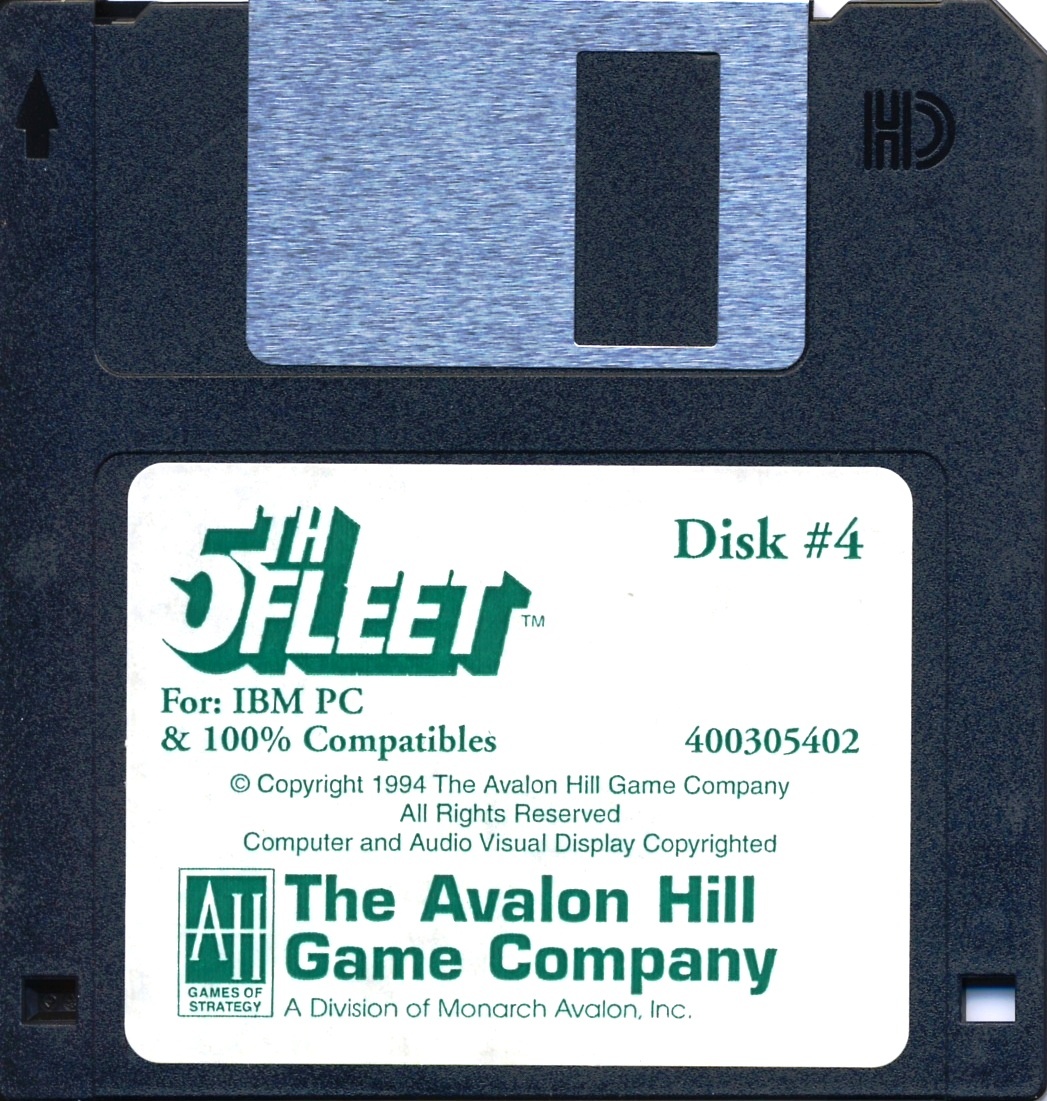 HD
5TH FLEET™
Disk #4
For: IBM PC
& 100% Compatibles
400305402
© Copyright 1994 The Avalon Hill Game Company
All Rights Reserved
Computer and Audio Visual Display Copyrighted
AH
GAMES OF
STRATEGY
The Avalon Hill
Game Company
A Division of Monarch Avalon, Inc.